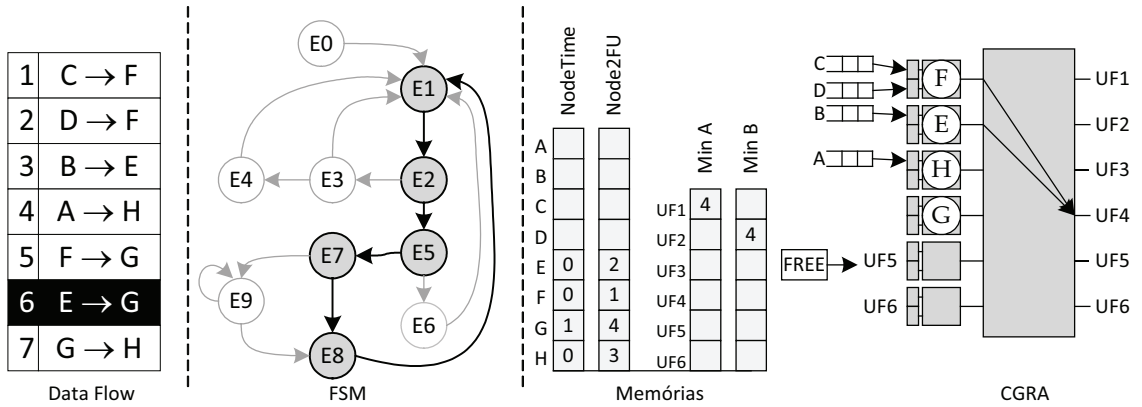 1 C → F
2 D → F
3 B → E
4 A → H
5 F → G
6 E → G
7 G → H
Data Flow
E0
E1
E4
E3
E2
E7
E5
E9
E6
E8
FSM
NodeTime
Node2FU
A
B
C
D
E 0 2
F 0 1
G 1 4
H 0 3
Min A
Min B
UF1 4
UF2 4
UF3
UF4
UF5
UF6
Memórias
C
D
B
A
F
E
H
G
FREE
UF5
UF6
UF1
UF2
UF3
UF4
UF5
UF6
CGRA